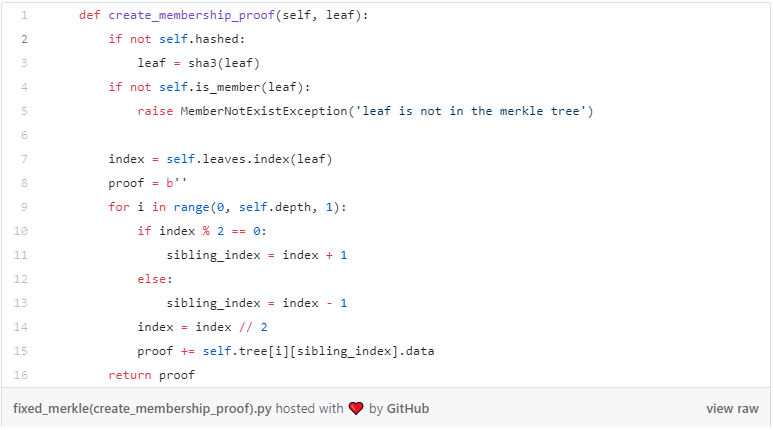 1 def create_membership_proof(self, leaf):
2 if not self.hashed:
3 leaf = sha3(leaf)
4 if not self.is_member(leaf):
5 raise MemberNotExistException('leaf is not in the merkle tree')
6
7 index = self.leaves.index(leaf)
8 proof = b''
9 for i in range(0, self.depth, 1):
10 if index % 2 == 0:
11 sibling_index = index + 1
12 else:
13 sibling_index = index - 1
14 index = index // 2
15 proof += self.tree[i][sibling_index].data
16 return proof
fixed_merkle(create_membership_proof).py hosted with ❤ by GitHub view raw